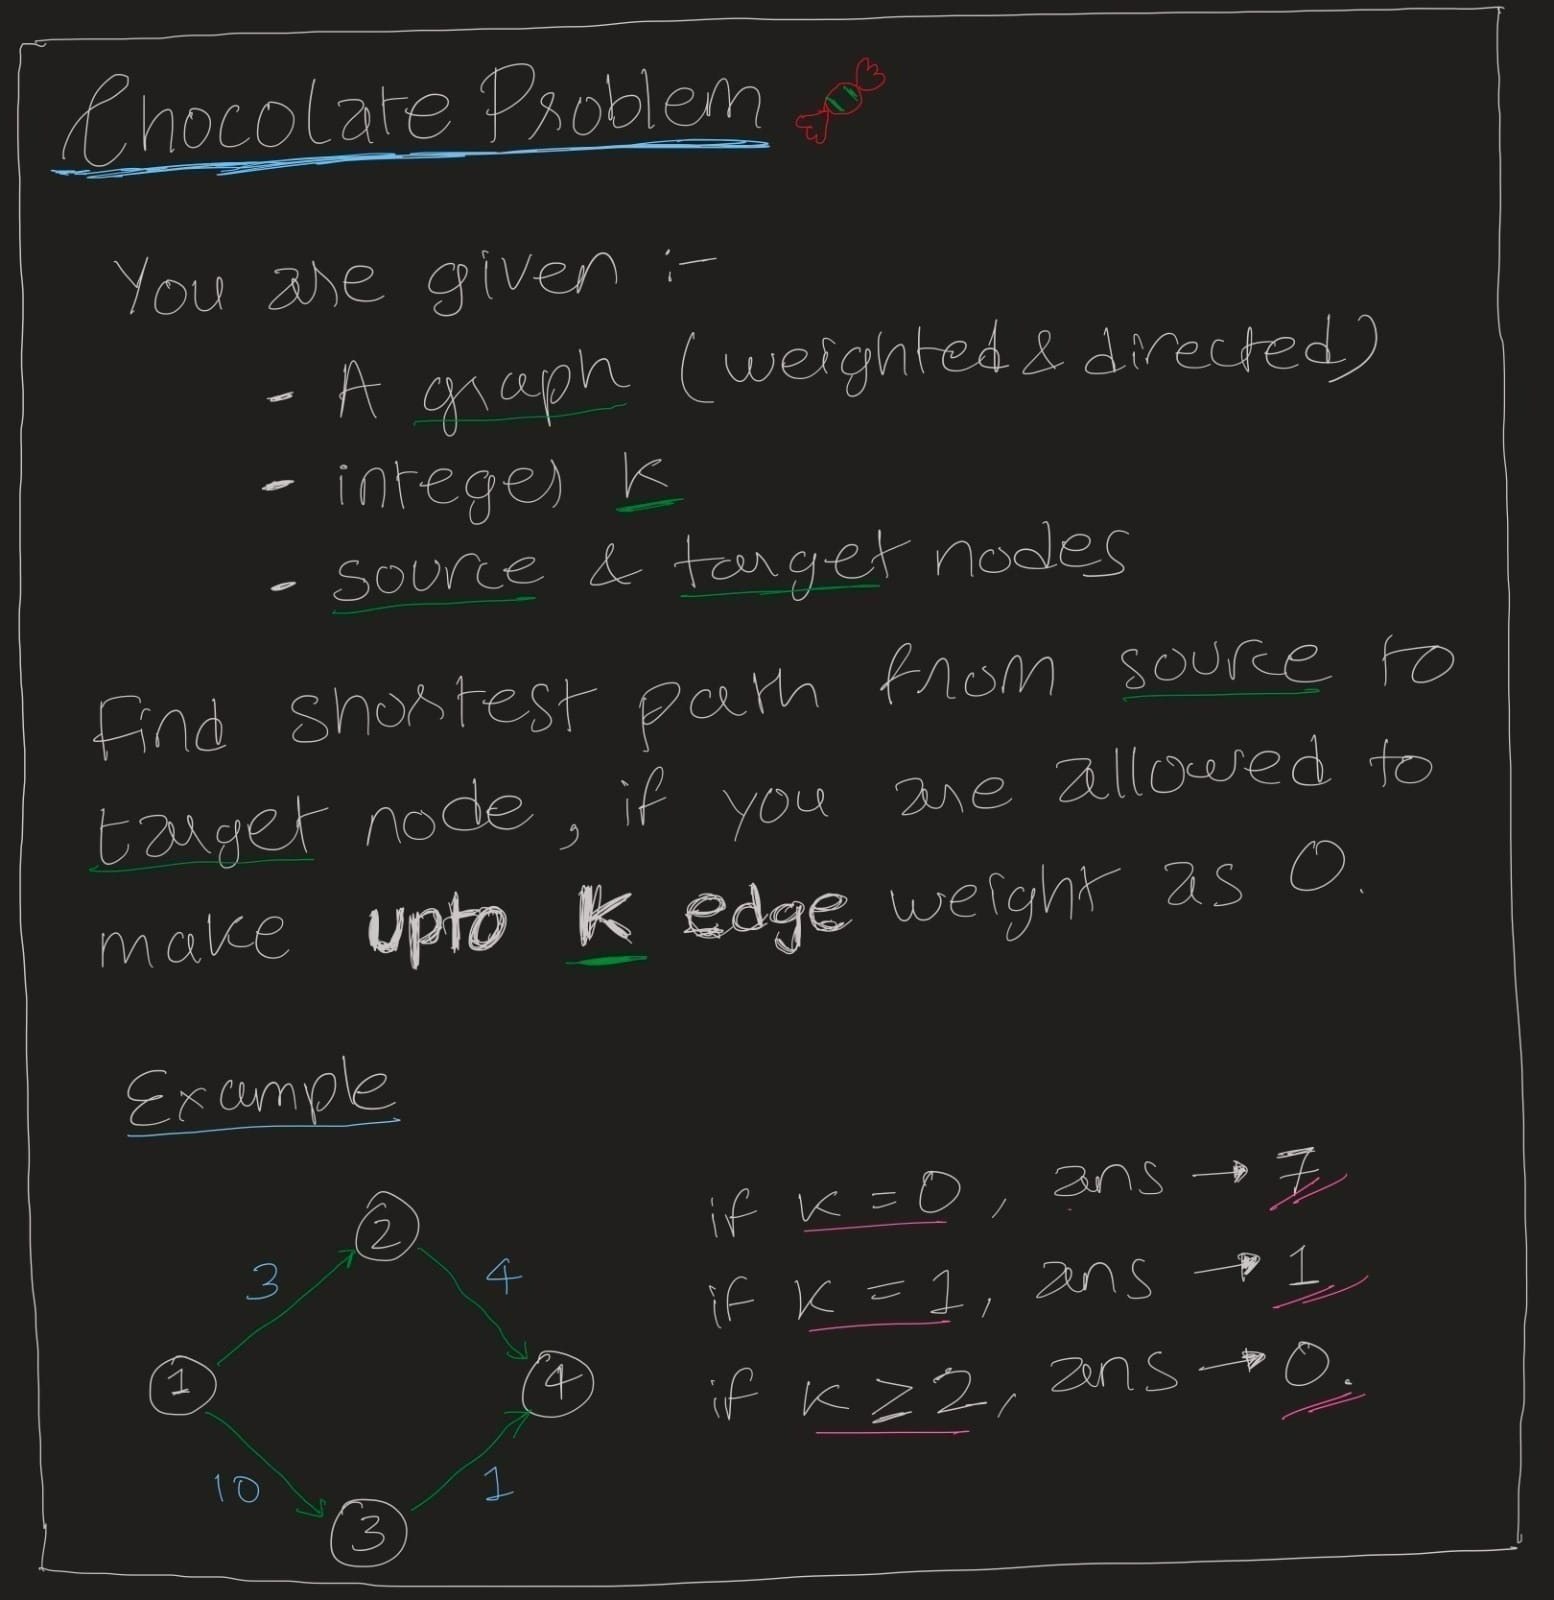 Chocolate Problem
You are given :-
- A graph (weighted & directed)
- integer k
- source & target nodes
Find shortest path from source to
target node, if you are allowed to
make upto K edge weight as 0.
Example
if k = 0, ans → 7
if k = 1, ans → 1
if k ≥ 2, ans → 0.
2
3
4
1
4
10
1
3